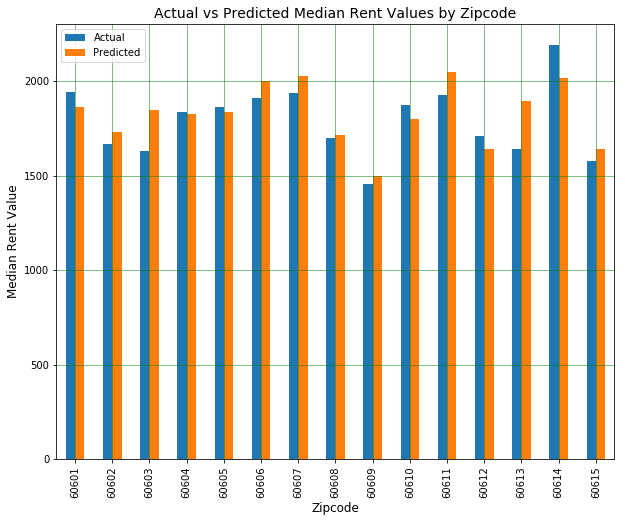 Actual vs Predicted Median Rent Values by Zipcode
Actual
Predicted
2000
1500
1000
500
0
Median Rent Value
60601 60602 60603 60604 60605 60606 60607 60608 60609 60610 60611 60612 60613 60614 60615
Zipcode